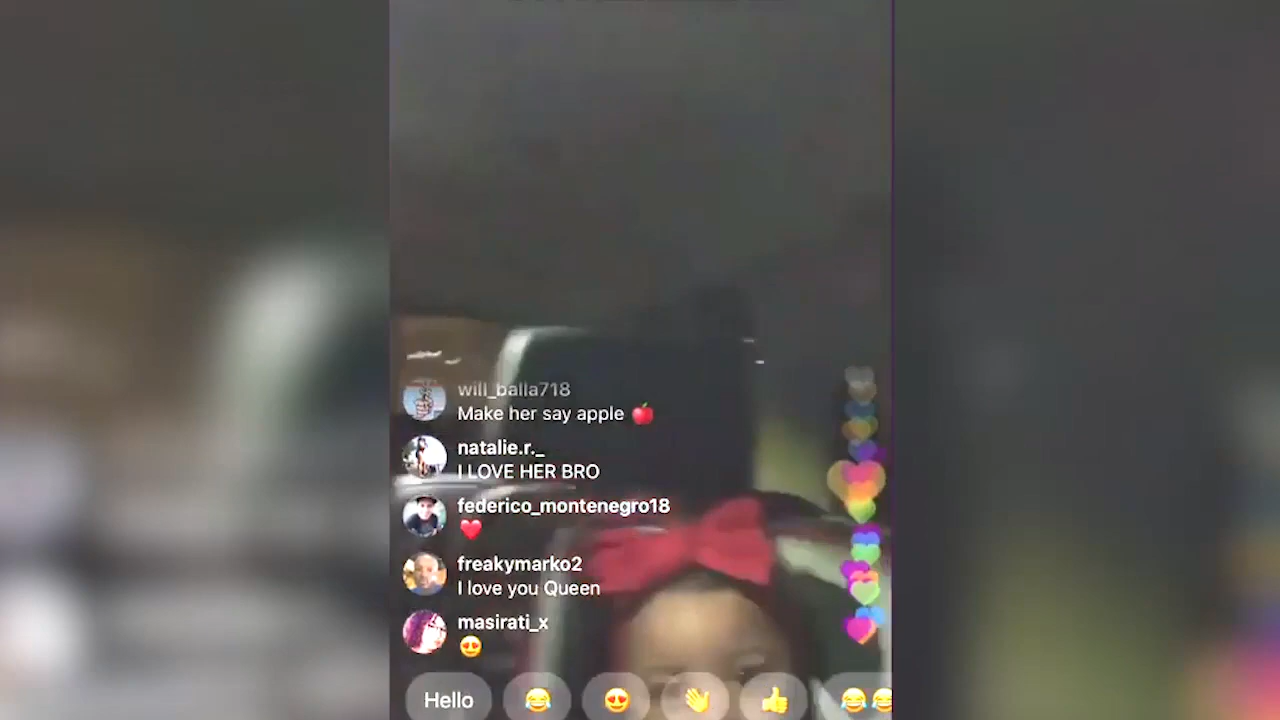 will_balla718
Make her say apple 🍎
natalie.r._
I LOVE HER BRO
federico_montenegro18
❤️
freakymarko2
I love you Queen
masirati_x
😍
Hello 😂 😍 👋 👍 😂😂